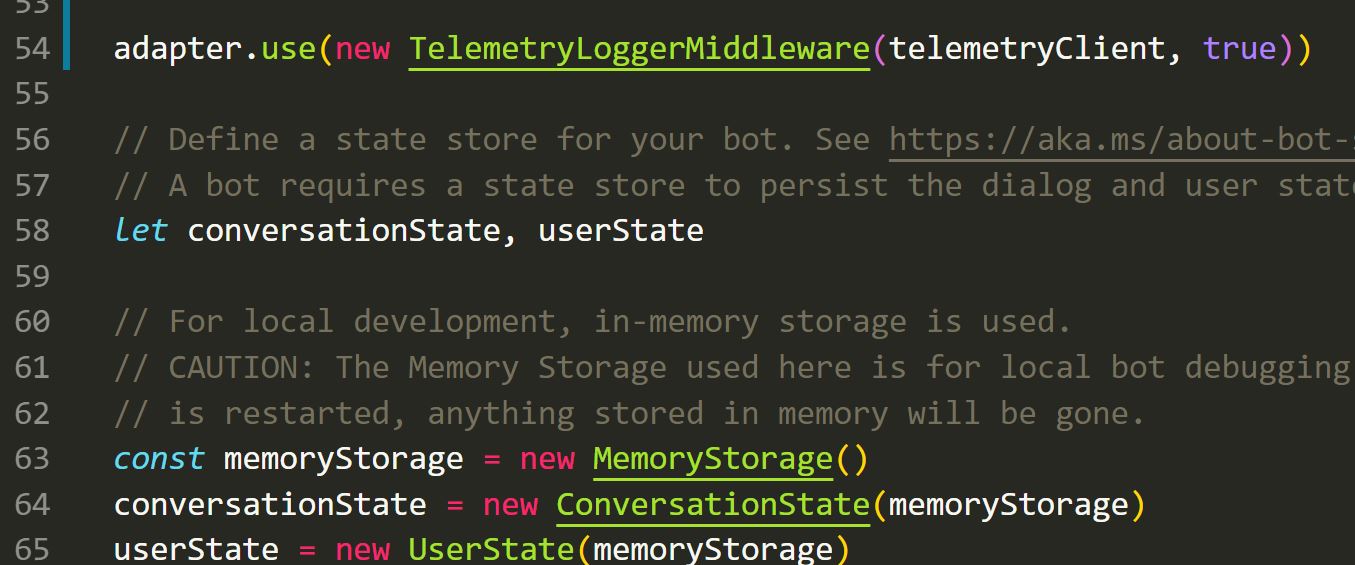 53
54 adapter.use(new TelemetryLoggerMiddleware(telemetryClient, true))
55
56 // Define a state store for your bot. See https://aka.ms/about-bot-
57 // A bot requires a state store to persist the dialog and user state
58 let conversationState, userState
59
60 // For local development, in-memory storage is used.
61 // CAUTION: The Memory Storage used here is for local bot debugging
62 // is restarted, anything stored in memory will be gone.
63 const memoryStorage = new MemoryStorage()
64 conversationState = new ConversationState(memoryStorage)
65 userState = new UserState(memoryStorage)